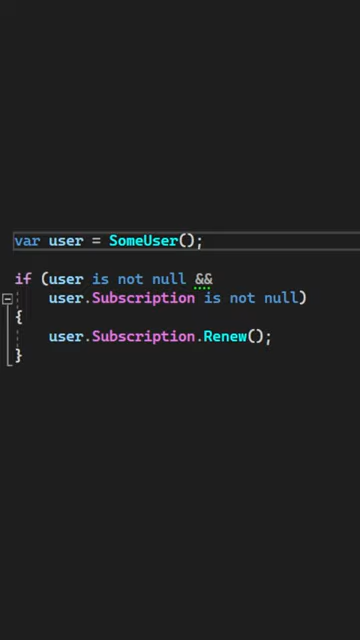 var user = SomeUser();
if (user is not null &&
user.Subscription is not null)
{
user.Subscription.Renew();
}